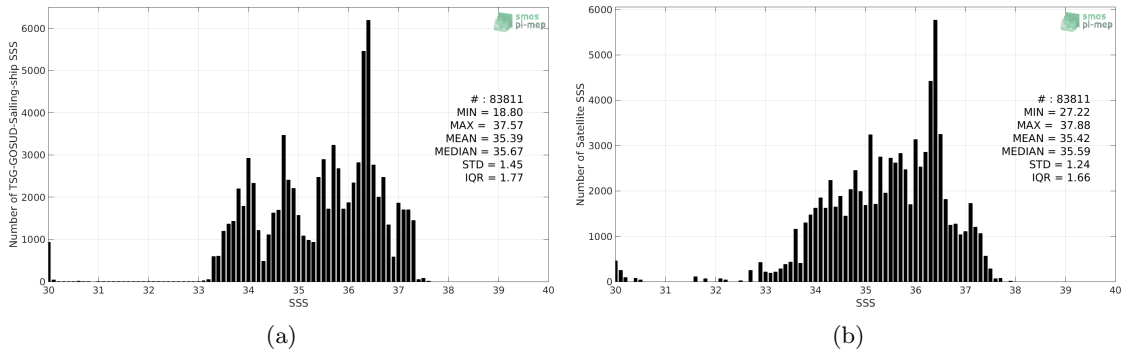 6000
5000
4000
3000
2000
1000
0
Number of TSG-GOSUD-Sailing-ship SSS
smos
pi-mep
# : 83811
MIN = 18.80
MAX = 37.57
MEAN = 35.39
MEDIAN = 35.67
STD = 1.45
IQR = 1.77
30 31 32 33 34 35 36 37 38 39 40
SSS
(a)
6000
5000
4000
3000
2000
1000
0
Number of Satellite SSS
smos
pi-mep
# : 83811
MIN = 27.22
MAX = 37.88
MEAN = 35.42
MEDIAN = 35.59
STD = 1.24
IQR = 1.66
30 31 32 33 34 35 36 37 38 39 40
SSS
(b)